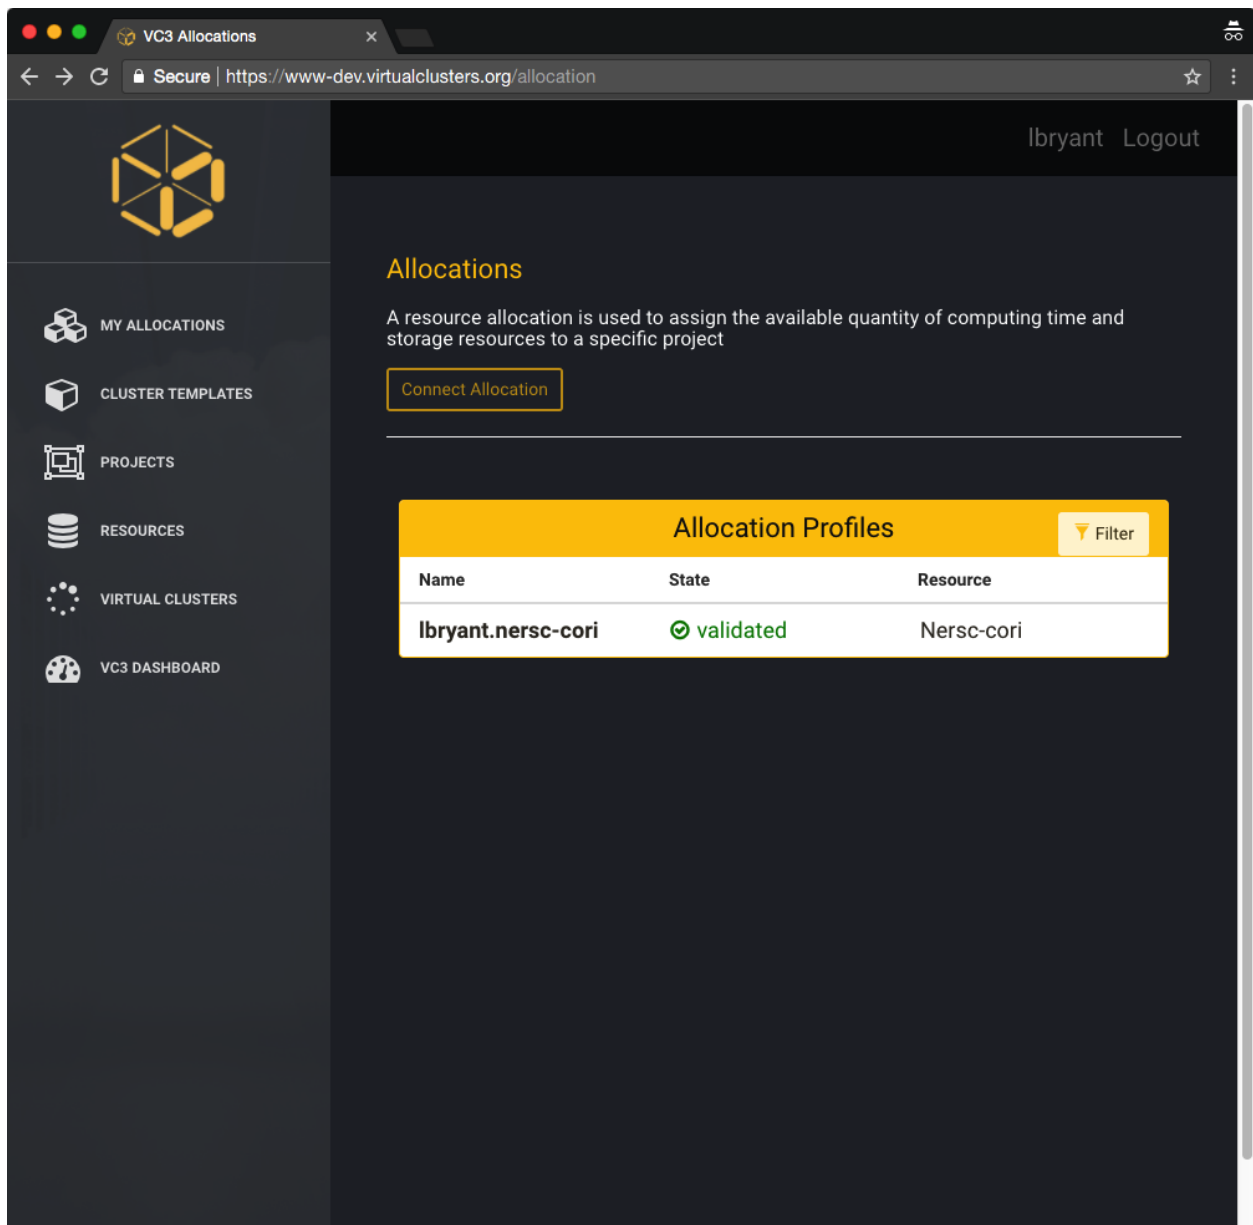 VC3 Allocations
Secure | https://www-dev.virtualclusters.org/allocation
lbryant Logout
MY ALLOCATIONS
CLUSTER TEMPLATES
PROJECTS
RESOURCES
VIRTUAL CLUSTERS
VC3 DASHBOARD
Allocations
A resource allocation is used to assign the available quantity of computing time and
storage resources to a specific project
Connect Allocation
Allocation Profiles
Filter
Name State Resource
lbryant.nersc-cori validated Nersc-cori